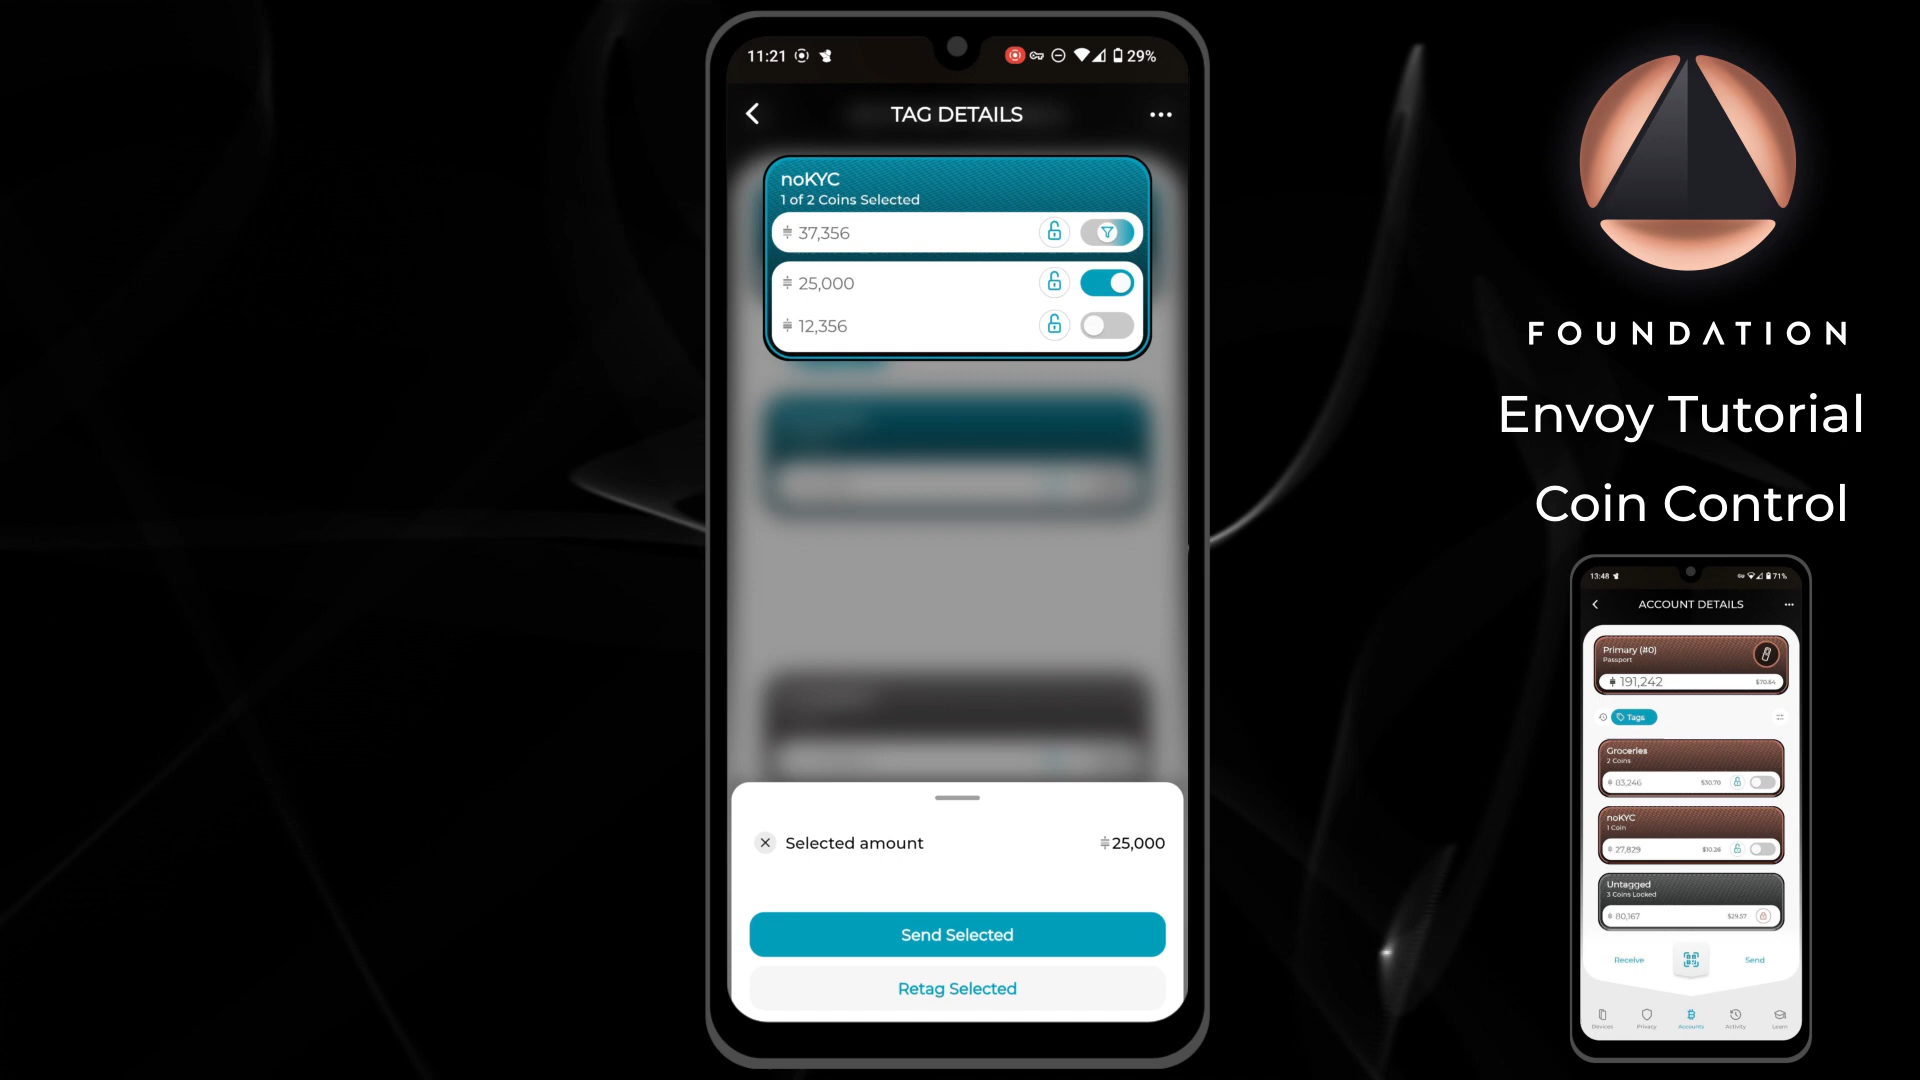 11:21
29%
TAG DETAILS
noKYC
1 of 2 Coins Selected
37,356
25,000
12,356
Selected amount
25,000
Send Selected
Retag Selected
FOUNDATION
Envoy Tutorial
Coin Control
13:48
71%
ACCOUNT DETAILS
Primary (#0)
Passport
191,242
$70.54
Tags
Groceries
2 Coins
83,246
$30.70
noKYC
1 Coin
27,829
$10.26
Untagged
3 Coins Locked
80,167
$29.57
Receive
Send
Devices
Privacy
Accounts
Activity
Learn